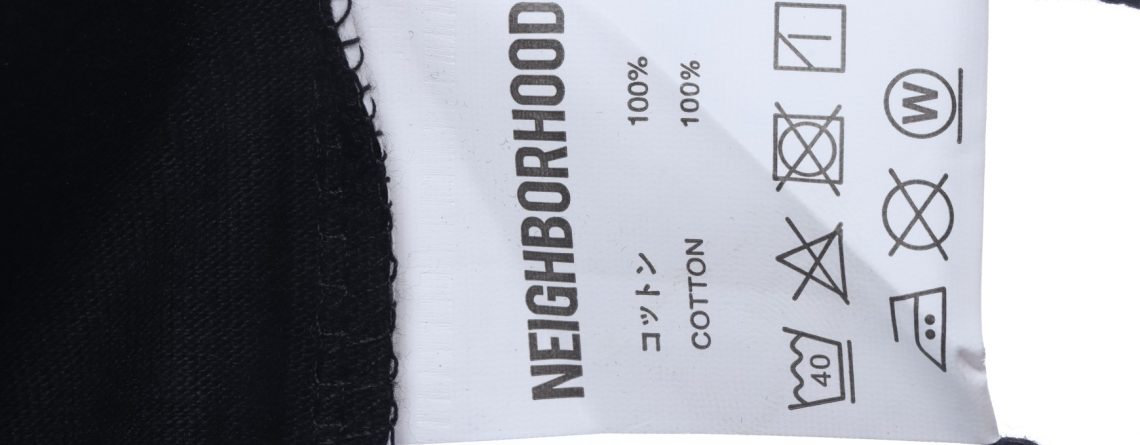 NEIGHBORHOOD
コットン 100%
COTTON 100%
40
W